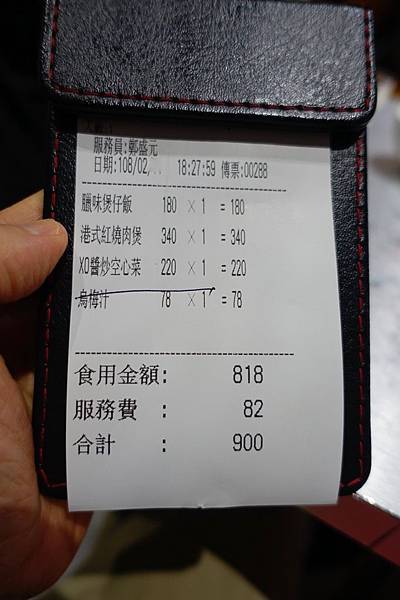 服務員:鄭盛元
日期:108/02/.. 18:27:59 傳票:00288
臘味煲仔飯 180 × 1 = 180
港式紅燒肉煲 340 × 1 = 340
XO醬炒空心菜 220 × 1 = 220
烏梅汁 78 × 1 = 78
食用金額: 818
服務費 : 82
合計 : 900